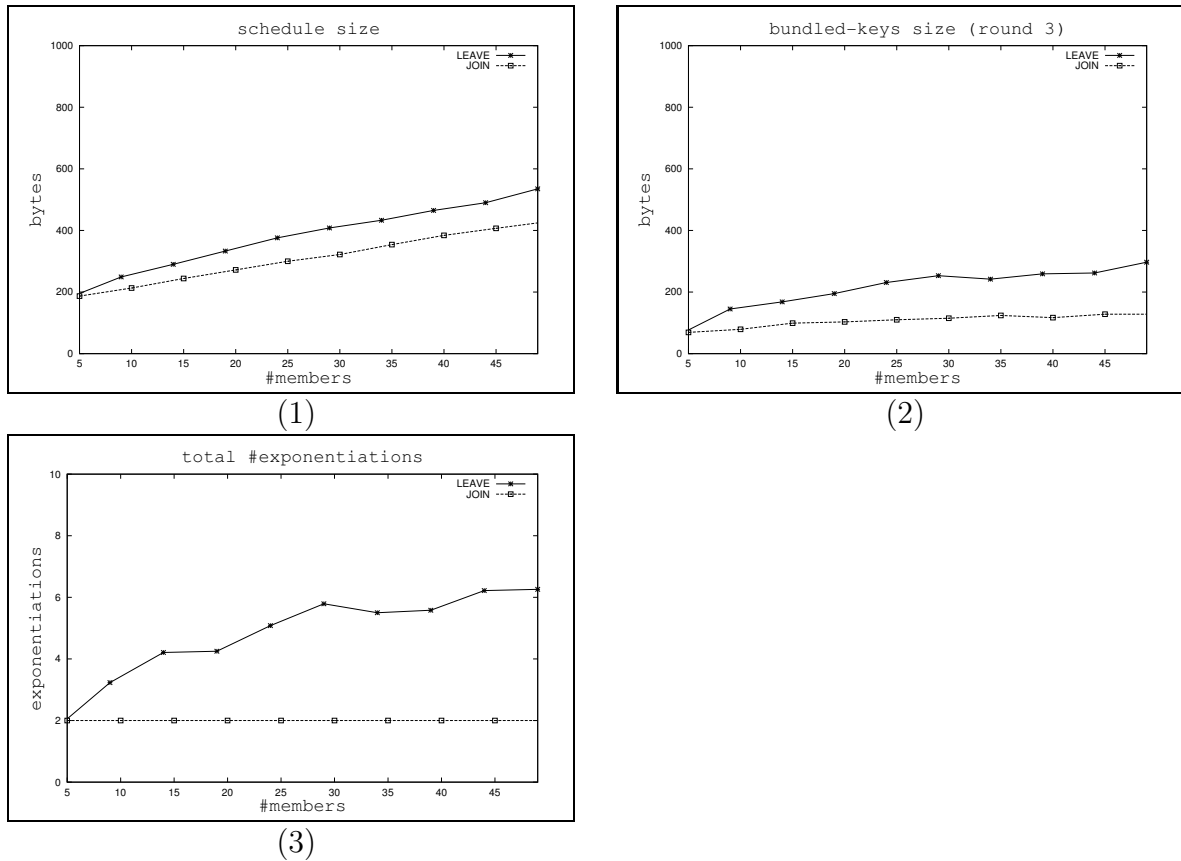 schedule size
1000
800
600
400
200
0
bytes
LEAVE
JOIN
5 10 15 20 25 30 35 40 45
#members
(1)
bundled-keys size (round 3)
1000
800
600
400
200
0
bytes
LEAVE
JOIN
5 10 15 20 25 30 35 40 45
#members
(2)
total #exponentiations
10
8
6
4
2
0
exponentiations
LEAVE
JOIN
5 10 15 20 25 30 35 40 45
#members
(3)